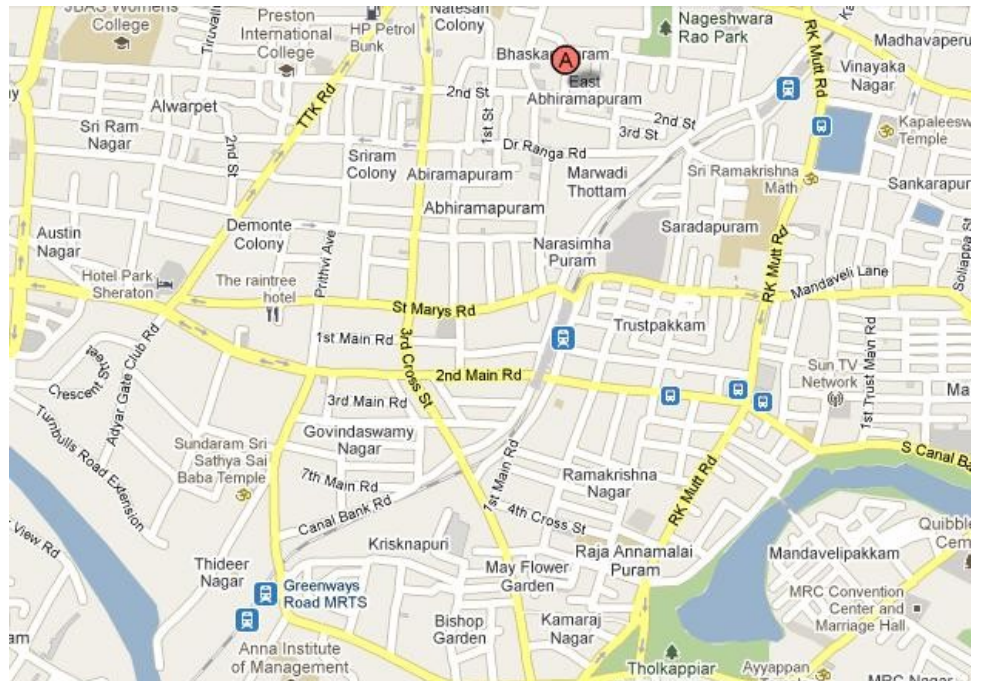 JBAS Womens
College
Preston
International
College
HP Petrol
Bunk
Natesan
Colony
Nageshwara
Rao Park
RK Mutt Rd
Madhavaperu
Bhaskarapuram
A
East
Abhiramapuram
Vinayaka
Nagar
Alwarpet
TTK Rd
2nd St
1st St
2nd St
3rd St
Kapaleesw
Temple
Sri Ram
Nagar
2nd St
Sriram
Colony
Abiramapuram
Dr Ranga Rd
Marwadi
Thottam
Sri Ramakrishna
Math
Sankarapur
Abhiramapuram
Saradapuram
Austin
Nagar
Demonte
Colony
Prithvi Ave
Narasimha
Puram
RK Mutt Rd
Mandaveli Lane
Soliappa St
Hotel Park
Sheraton
The raintree
hotel
St Marys Rd
Trustpakkam
1st Main Rd
3rd Cross St
2nd Main Rd
Sun TV
Network
1st Trust Main Rd
Ma
Crescent Street
Adyar Gate Club Rd
3rd Main Rd
Govindaswamy
Nagar
Turnbulls Road Extension
Sundaram Sri
Sathya Sai
Baba Temple
7th Main Rd
Canal Bank Rd
1st Main Rd
Ramakrishna
Nagar
RK Mutt Rd
S Canal Ba
4th Cross St
View Rd
Krisknapuri
Quibble
Cem
Thideer
Nagar
May Flower
Garden
Raja Annamalai
Puram
Mandavelipakkam
Greenways
Road MRTS
MRC Convention
Center and
Marriage Hall
Bishop
Garden
Kamaraj
Nagar
Anna Institute
of Management
Tholkappiar
Ayyappan
MRC Nagar